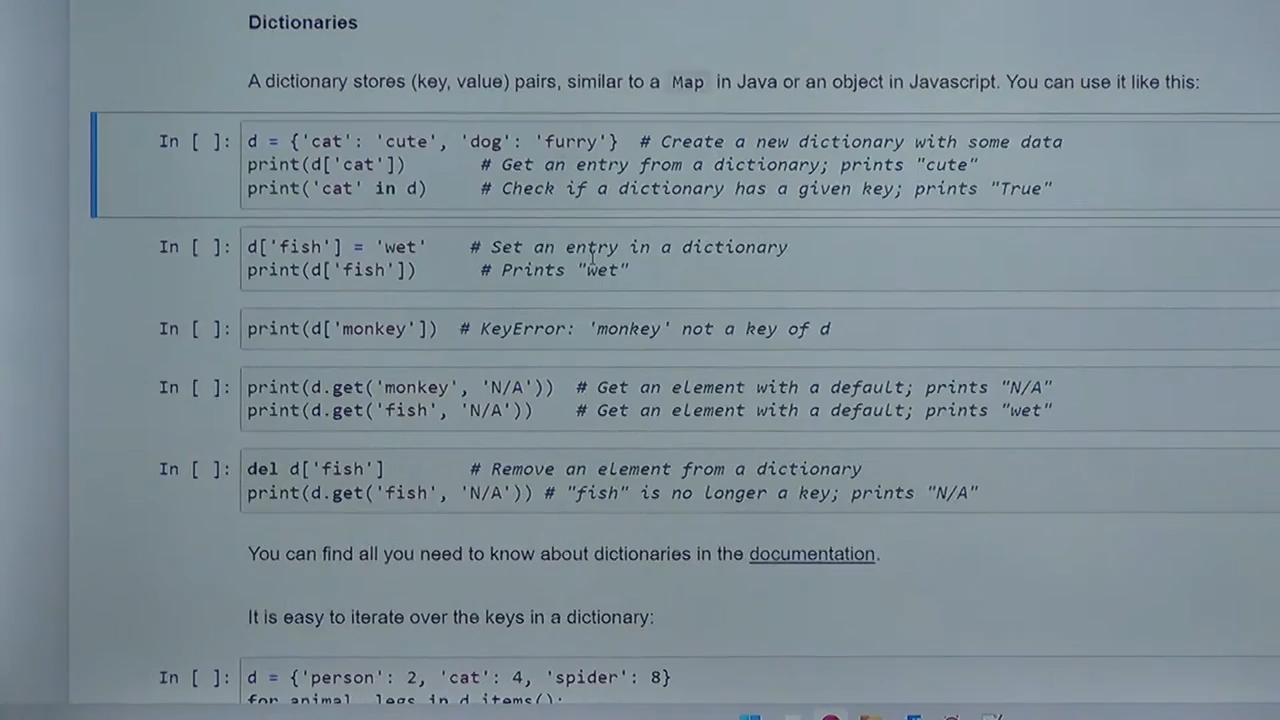 Dictionaries
A dictionary stores (key, value) pairs, similar to a Map in Java or an object in Javascript. You can use it like this:
In [ ]: d = {'cat': 'cute', 'dog': 'furry'}  # Create a new dictionary with some data
print(d['cat'])       # Get an entry from a dictionary; prints "cute"
print('cat' in d)     # Check if a dictionary has a given key; prints "True"
In [ ]: d['fish'] = 'wet'    # Set an entry in a dictionary
print(d['fish'])      # Prints "wet"
In [ ]: print(d['monkey'])  # KeyError: 'monkey' not a key of d
In [ ]: print(d.get('monkey', 'N/A'))  # Get an element with a default; prints "N/A"
print(d.get('fish', 'N/A'))    # Get an element with a default; prints "wet"
In [ ]: del d['fish']        # Remove an element from a dictionary
print(d.get('fish', 'N/A')) # "fish" is no longer a key; prints "N/A"
You can find all you need to know about dictionaries in the documentation.
It is easy to iterate over the keys in a dictionary:
In [ ]: d = {'person': 2, 'cat': 4, 'spider': 8}
for animal, legs in d.items():